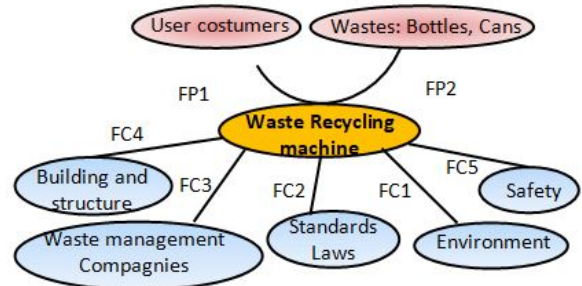 User costumers
Wastes: Bottles, Cans
FP1
FP2
Waste Recycling
machine
FC4
FC3
FC2
FC1
FC5
Building and
structure
Waste management
Compagnies
Standards
Laws
Environment
Safety